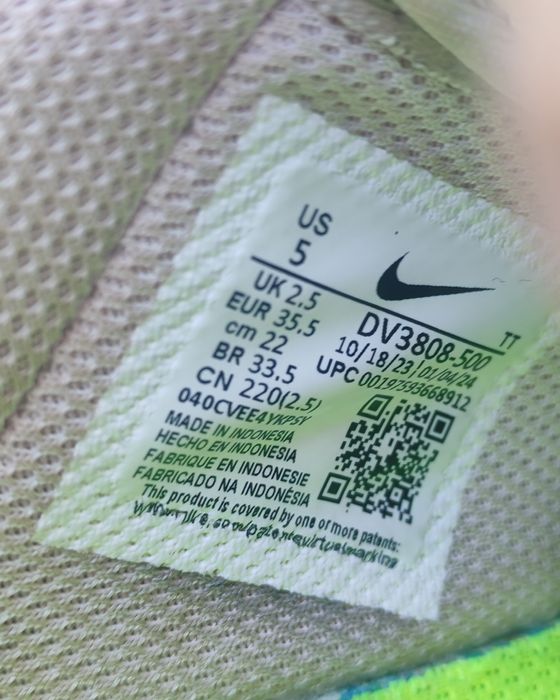 US
5
UK 2.5
EUR 35.5
cm 22
BR 33.5
CN 220(2.5)
TT
DV3808-500
10/18/23 | 01/04/24
UPC 00197593668912
040CVEE4YKPSY
MADE IN INDONESIA
HECHO EN INDONESIA
FABRIQUE EN INDONESIE
FABRICADO NA INDONÉSIA
This product is covered by one or more patents: